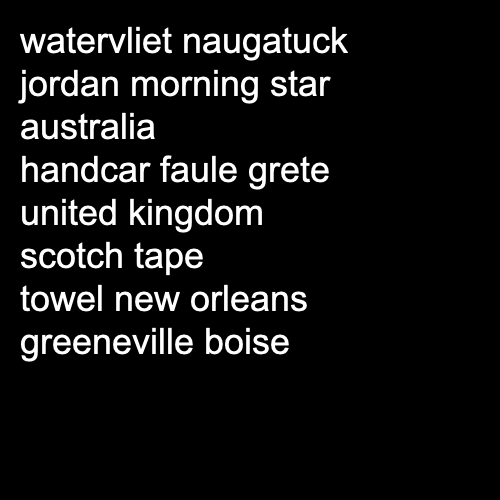 watervliet naugatuck
jordan morning star
australia
handcar faule grete
united kingdom
scotch tape
towel new orleans
greeneville boise